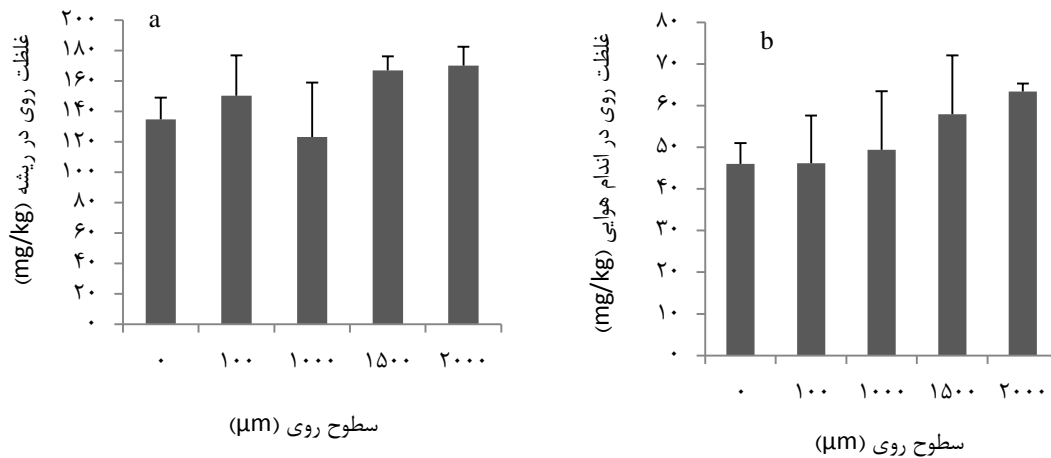 a
غلظت روی در ریشه (mg/kg)
۲۰۰
۱۸۰
۱۶۰
۱۴۰
۱۲۰
۱۰۰
۸۰
۶۰
۴۰
۲۰
۰
۰ ۱۰۰ ۱۰۰۰ ۱۵۰۰ ۲۰۰۰
سطوح روی (µm)
b
غلظت روی در اندام هوایی (mg/kg)
۸۰
۷۰
۶۰
۵۰
۴۰
۳۰
۲۰
۱۰
۰
۰ ۱۰۰ ۱۰۰۰ ۱۵۰۰ ۲۰۰۰
سطوح روی (µm)